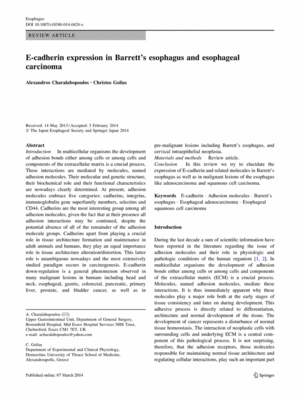 Esophagus
DOI 10.1007/s10388-014-0426-x
REVIEW ARTICLE
E-cadherin expression in Barrett's esophagus and esophageal
carcinoma
Alexandros Charalabopoulos · Christos Golias
Received: 14 May 2013 / Accepted: 5 February 2014
© The Japan Esophageal Society and Springer Japan 2014
Abstract
Introduction In multicellular organisms the development
of adhesion bonds either among cells or among cells and
components of the extracellular matrix is a crucial process.
These interactions are mediated by molecules, named
adhesion molecules. Their molecular and genetic structure,
their biochemical role and their functional characteristics
are nowadays clearly determined. At present, adhesion
molecules embrace five categories: cadherins, integrins,
immunoglobulin gene superfamily members, selectins and
CD44. Cadherins are the most interesting group among all
adhesion molecules, given the fact that at their presence all
adhesion interactions may be continued, despite the
potential absence of all of the remainder of the adhesion
molecule groups. Cadherins apart from playing a crucial
role in tissue architecture formation and maintenance in
adult animals and humans, they play an equal importance
role in tissue architecture aberration/distortion. This latter
role is unambiguous nowadays and the most extensively
studied paradigm occurs in carcinogenesis. E-cadherin
down-regulation is a general phenomenon observed in
many malignant lesions in humans including head and
neck, esophageal, gastric, colorectal, pancreatic, primary
liver, prostate, and bladder cancer, as well as in
A. Charalabopoulos
Upper Gastrointestinal Unit, Department of General Surgery,
Broomfield Hospital, Mid Essex Hospital Services NHS Trust,
Chelmsford, Essex CM1 7ET, UK
e-mail: acharalabopoulos@yahoo.com
C. Golias
Department of Experimental and Clinical Physiology,
Democritus University of Thrace School of Medicine,
Alexandroupolis, Greece
pre-malignant lesions including Barrett's esophagus, and
cervical intraepithelial neoplasia.
Materials and methods Review article.
Conclusion In this review we try to elucidate the
expression of E-cadherin and related molecules in Barrett's
esophagus as well as in malignant lesions of the esophagus
like adenocarcinoma and squamous cell carcinoma.
Keywords E-cadherin · Adhesion molecules · Barrett's
esophagus · Esophageal adenocarcinoma · Esophageal
squamous cell carcinoma
Introduction
During the last decade a sum of scientific information have
been reported in the literature regarding the issue of
adhesion molecules and their role in physiologic and
pathologic conditions of the human organism [1, 2]. In
multicellular organisms the development of adhesion
bonds either among cells or among cells and components
of the extracellular matrix (ECM) is a crucial process.
Molecules, named adhesion molecules, mediate these
interactions. It is thus immediately apparent why these
molecules play a major role both at the early stages of
tissue consistency and later on during development. This
adhesive process is directly related to differentiation,
architecture and normal development of the tissue. The
development of cancer represents a disturbance of normal
tissue homeostasis. The interaction of neoplastic cells with
surrounding cells and underlying ECM is a central com-
ponent of this pathological process. It is not surprising,
therefore, that the adhesion receptors, those molecules
responsible for maintaining normal tissue architecture and
regulating cellular interactions, play such an important part
Published online: 07 March 2014
Springer